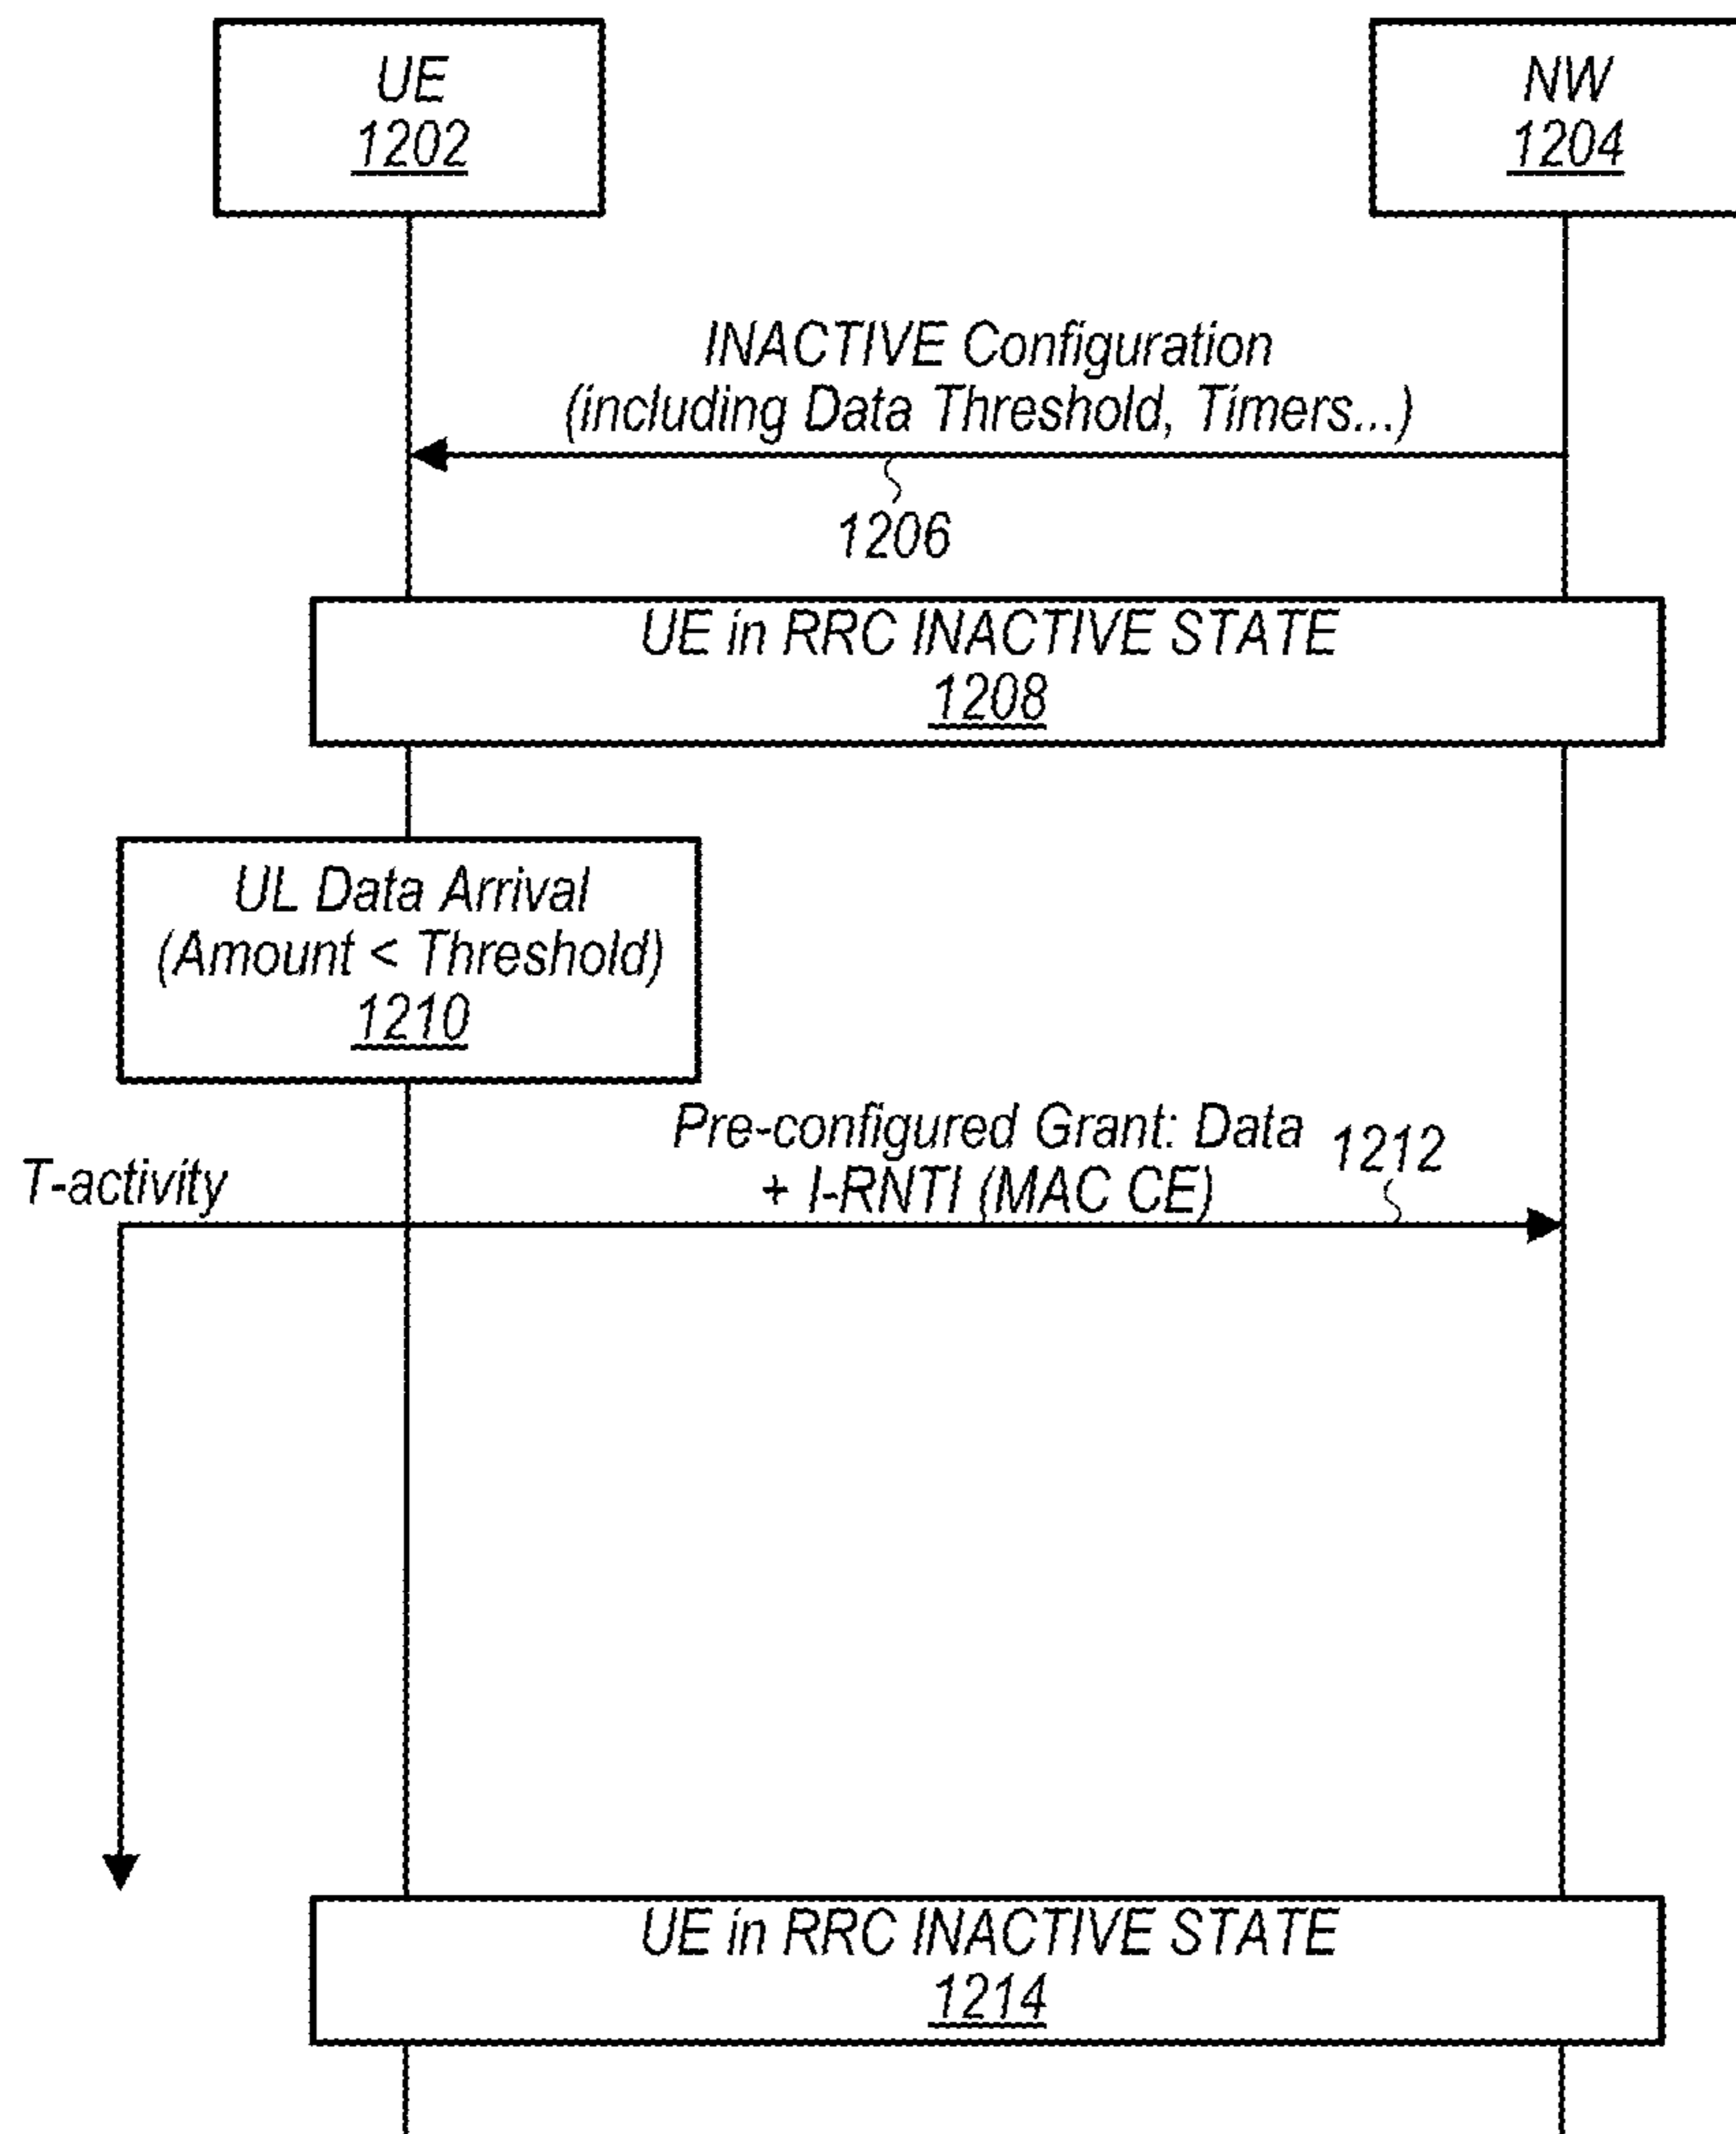 UE
1202
NW
1204
INACTIVE Configuration
(including Data Threshold, Timers...)
1206
UE in RRC INACTIVE STATE
1208
UL Data Arrival
(Amount < Threshold)
1210
Pre-configured Grant: Data
+ I-RNTI (MAC CE)
1212
T-activity
UE in RRC INACTIVE STATE
1214